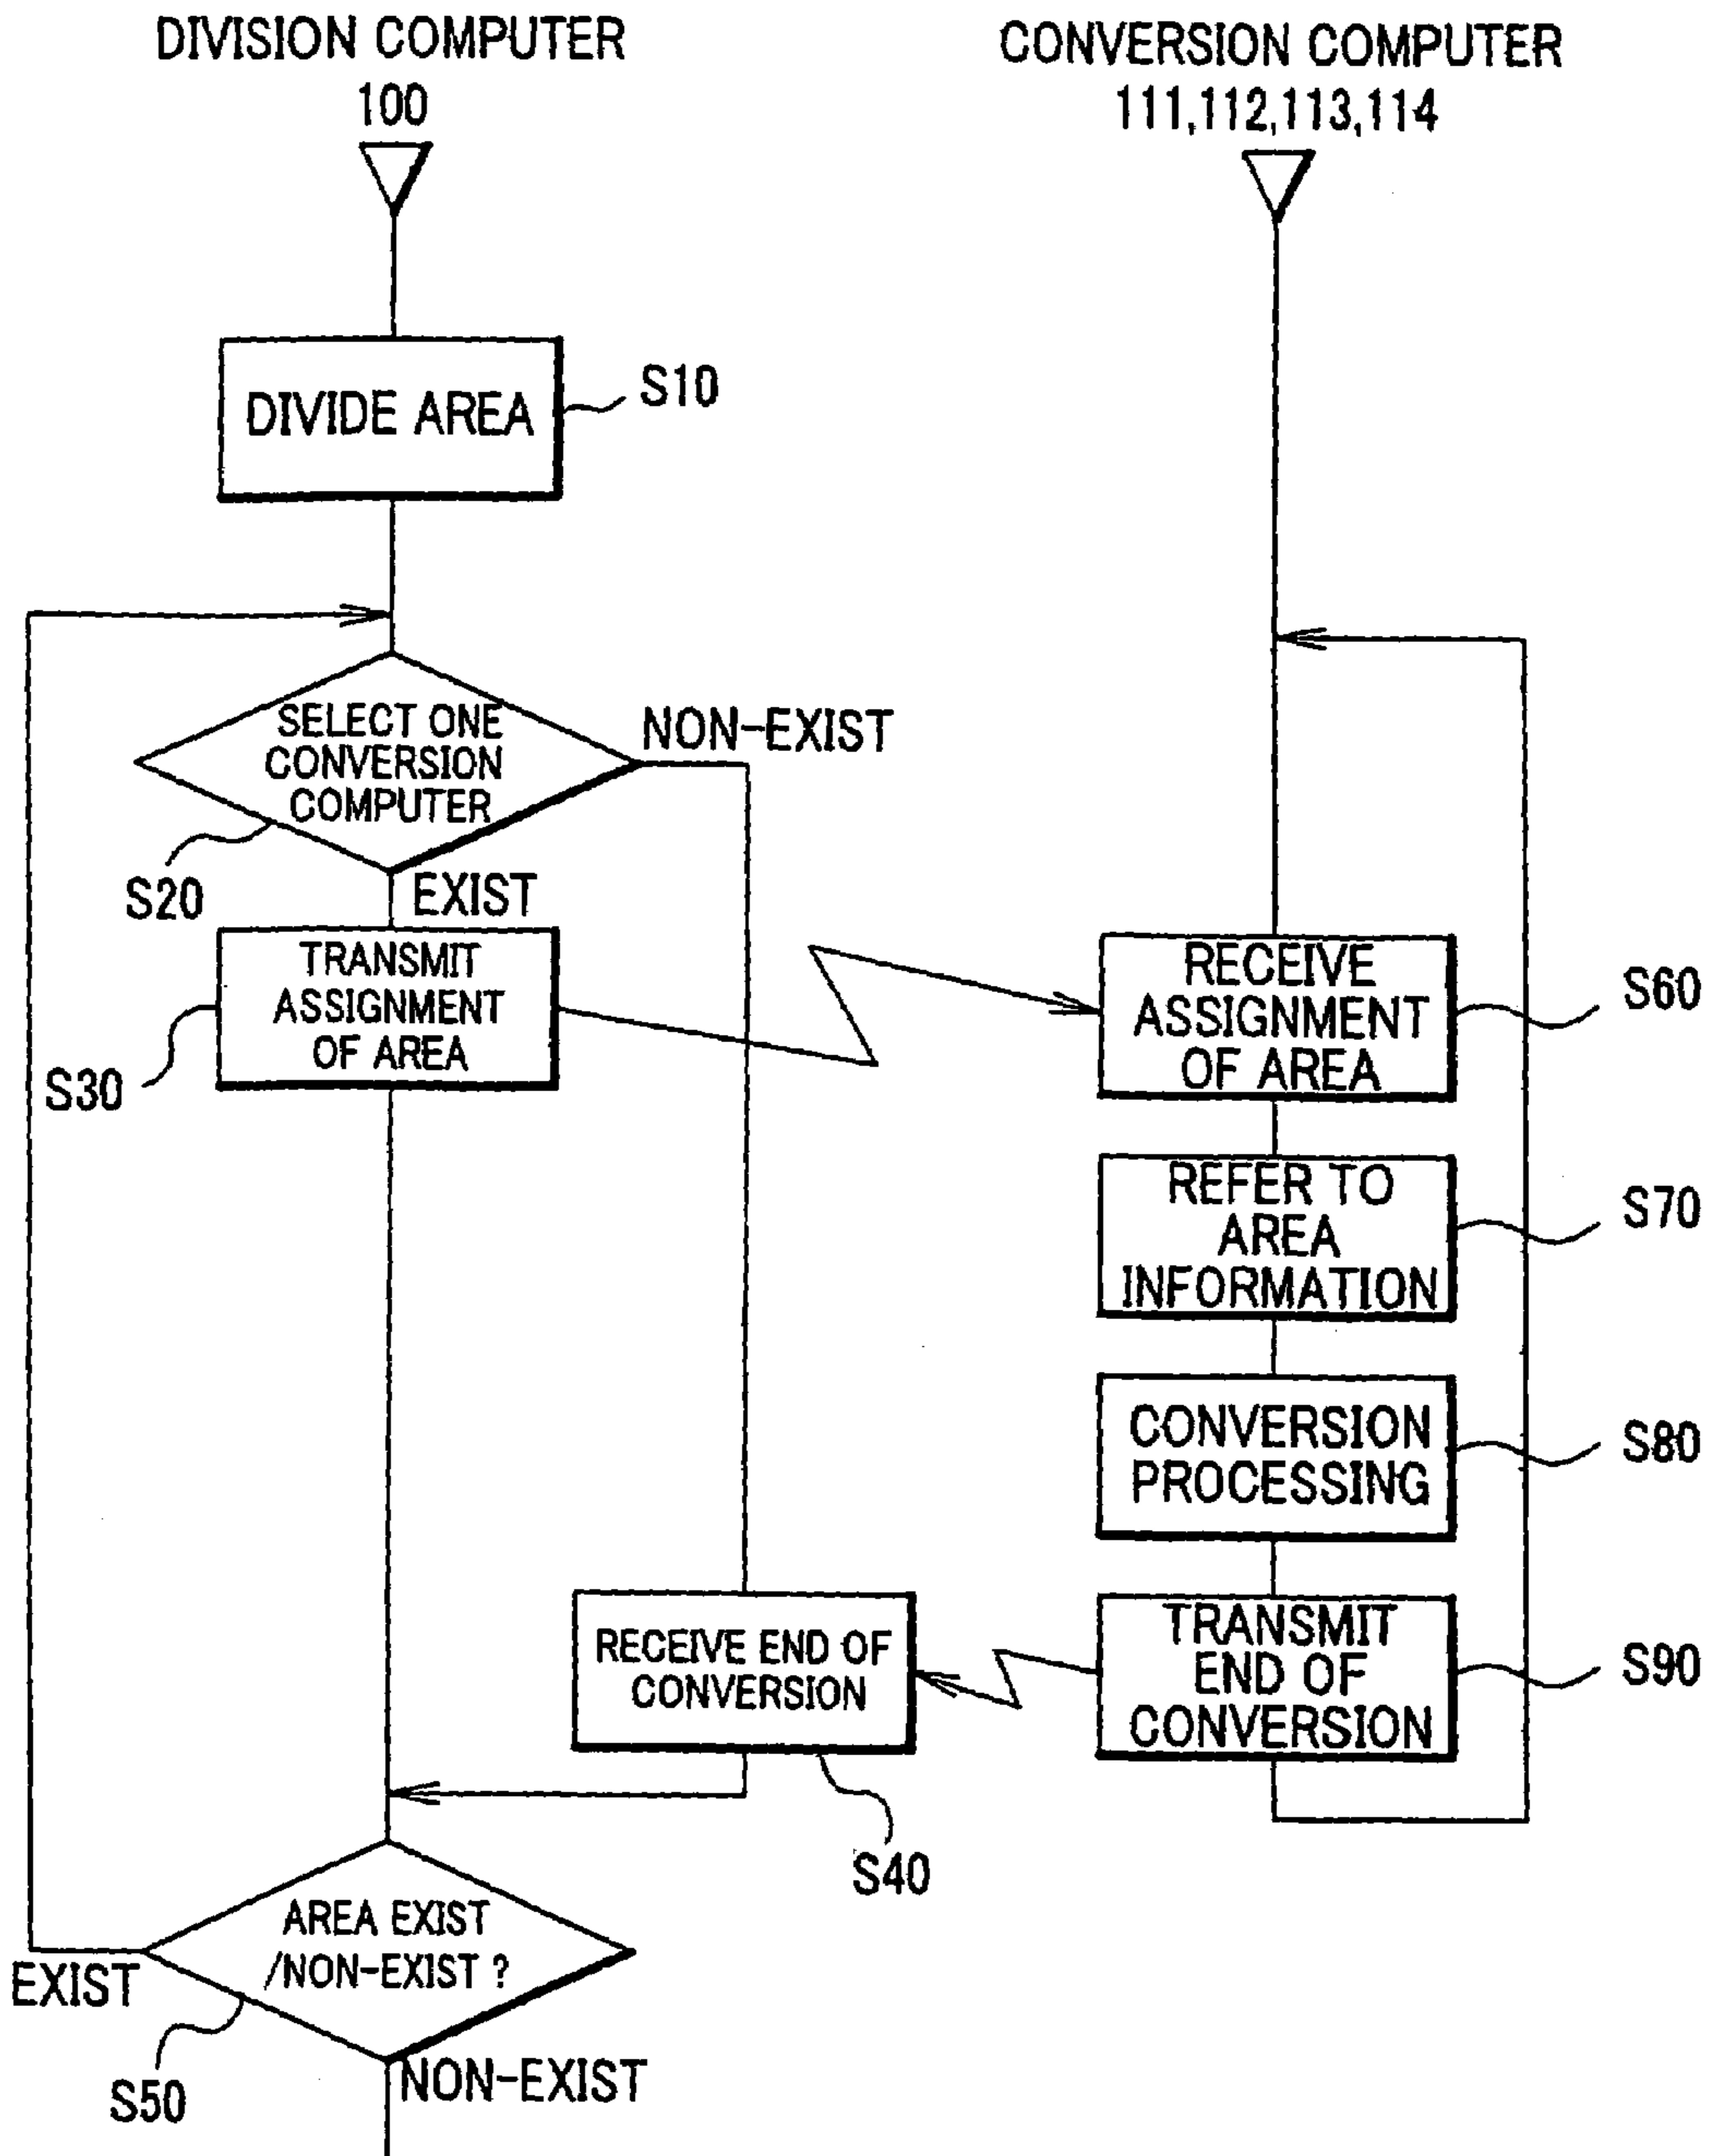 DIVISION COMPUTER
100
CONVERSION COMPUTER
111,112,113,114
DIVIDE AREA
S10
SELECT ONE
CONVERSION
COMPUTER
NON-EXIST
S20
EXIST
TRANSMIT
ASSIGNMENT
OF AREA
S30
RECEIVE
ASSIGNMENT
OF AREA
S60
REFER TO
AREA
INFORMATION
S70
CONVERSION
PROCESSING
S80
RECEIVE END OF
CONVERSION
S40
TRANSMIT
END OF
CONVERSION
S90
AREA EXIST
/NON-EXIST ?
EXIST
S50
NON-EXIST